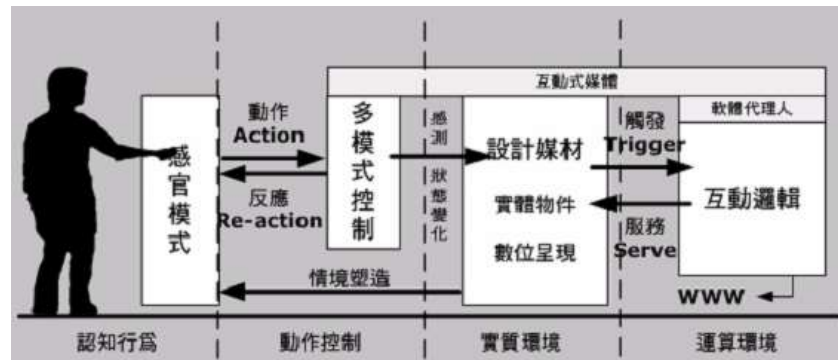 互動式媒體
感官模式
動作
Action
反應
Re-action
多模式控制
感測
狀態變化
設計媒材
實體物件
數位呈現
觸發
Trigger
服務
Serve
軟體代理人
互動邏輯
情境塑造
WWW
認知行爲
動作控制
實質環境
運算環境